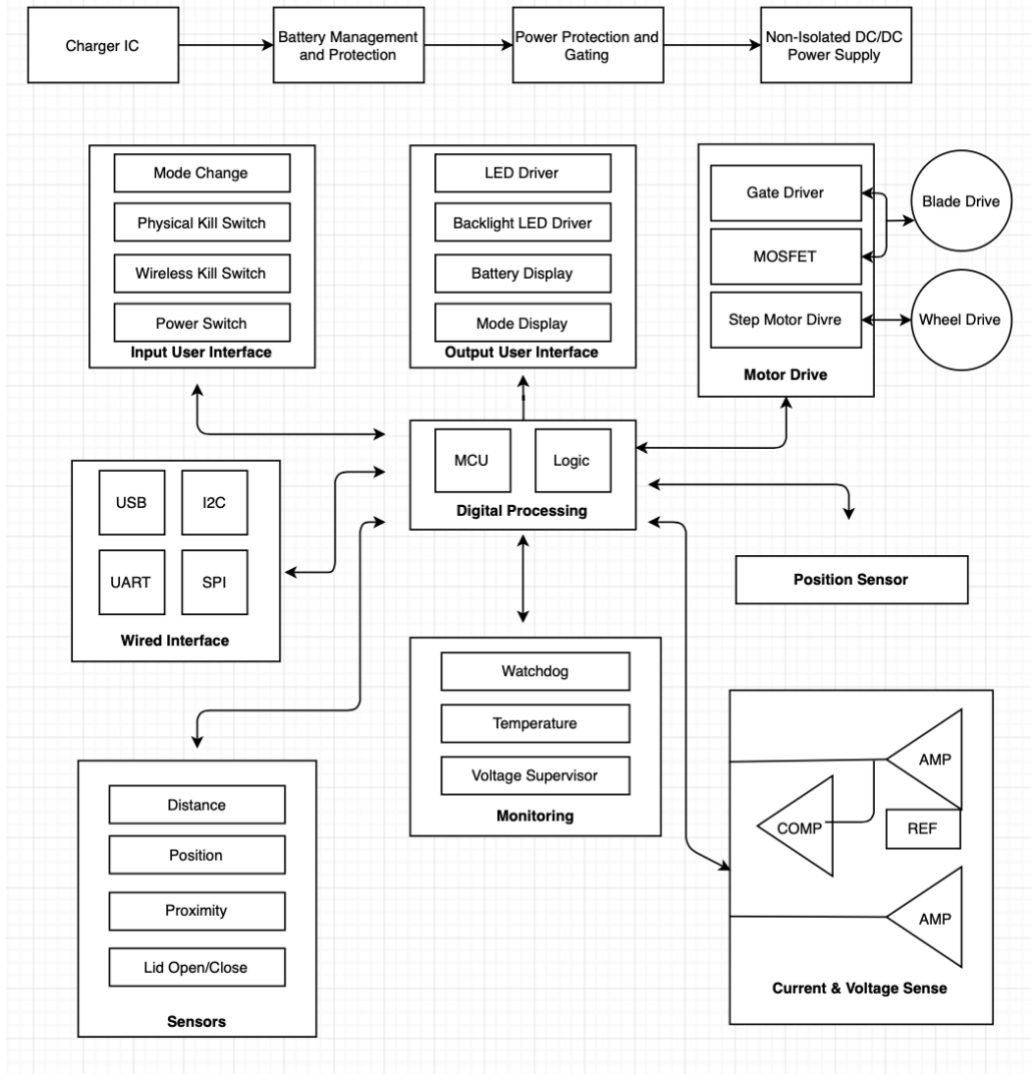 Charger IC
Battery Management
and Protection
Power Protection and
Gating
Non-Isolated DC/DC
Power Supply
Mode Change
Physical Kill Switch
Wireless Kill Switch
Power Switch
Input User Interface
LED Driver
Backlight LED Driver
Battery Display
Mode Display
Output User Interface
Gate Driver
MOSFET
Step Motor Divre
Motor Drive
Blade Drive
Wheel Drive
MCU
Logic
Digital Processing
USB
I2C
UART
SPI
Wired Interface
Position Sensor
Watchdog
Temperature
Voltage Supervisor
Monitoring
Distance
Position
Proximity
Lid Open/Close
Sensors
AMP
COMP
REF
AMP
Current & Voltage Sense